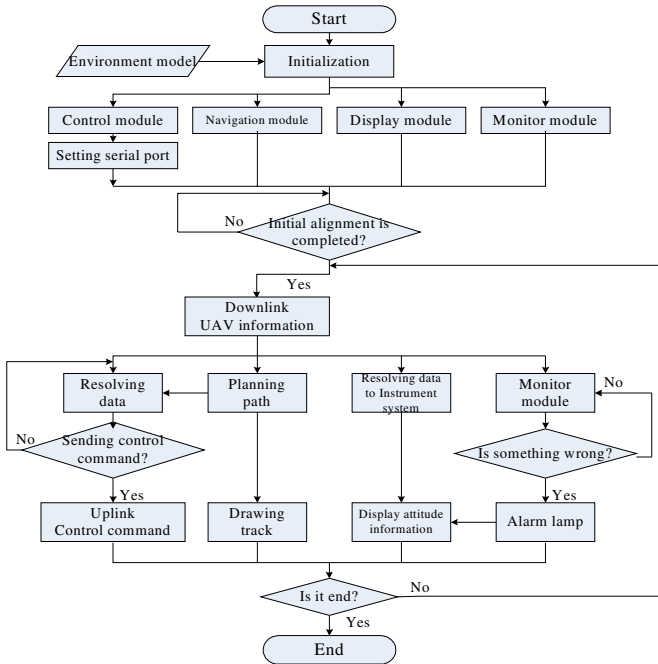 Start
Environment model
Initialization
Control module
Navigation module
Display module
Monitor module
Setting serial port
No
Initial alignment is
completed?
Yes
Downlink
UAV information
Resolving
data
Planning
path
Resolving data
to Instrument
system
Monitor
module
No
No
Sending control
command?
Is something wrong?
Yes
Yes
Uplink
Control command
Drawing
track
Display attitude
information
Alarm lamp
Is it end?
No
Yes
End